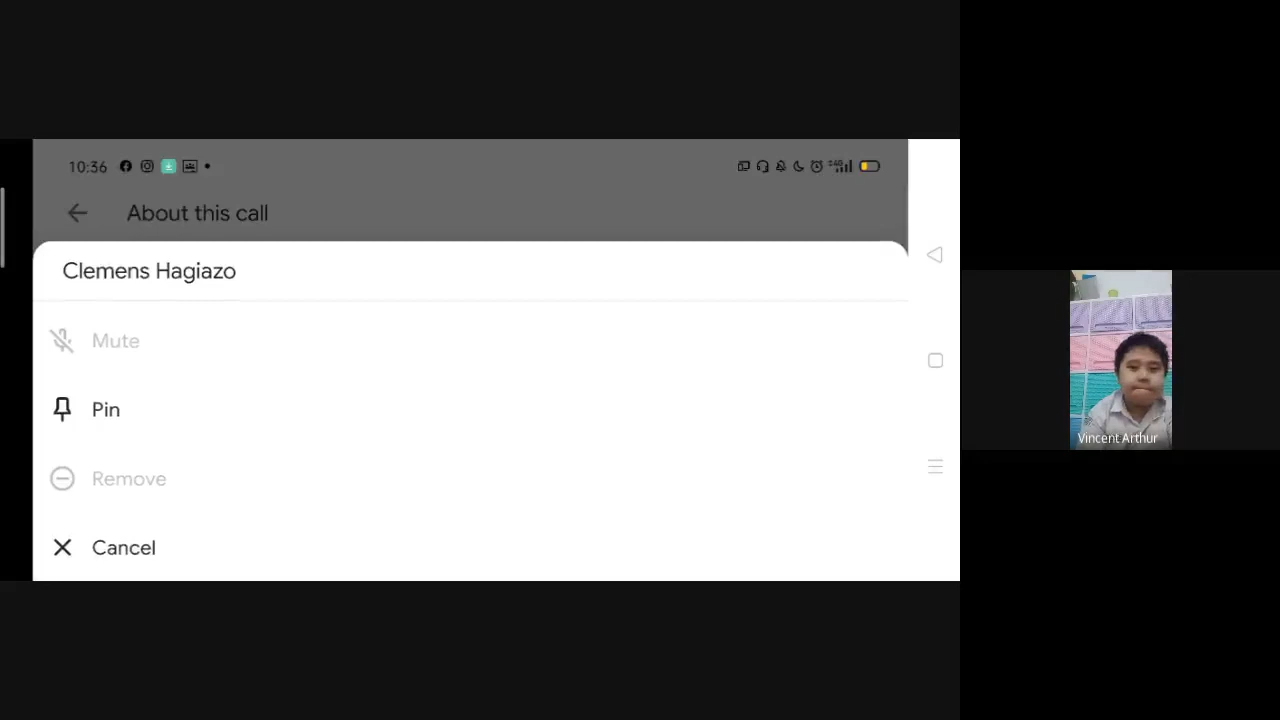 10:36
About this call
Clemens Hagiazo
Mute
Pin
Remove
Cancel
Vincent Arthur